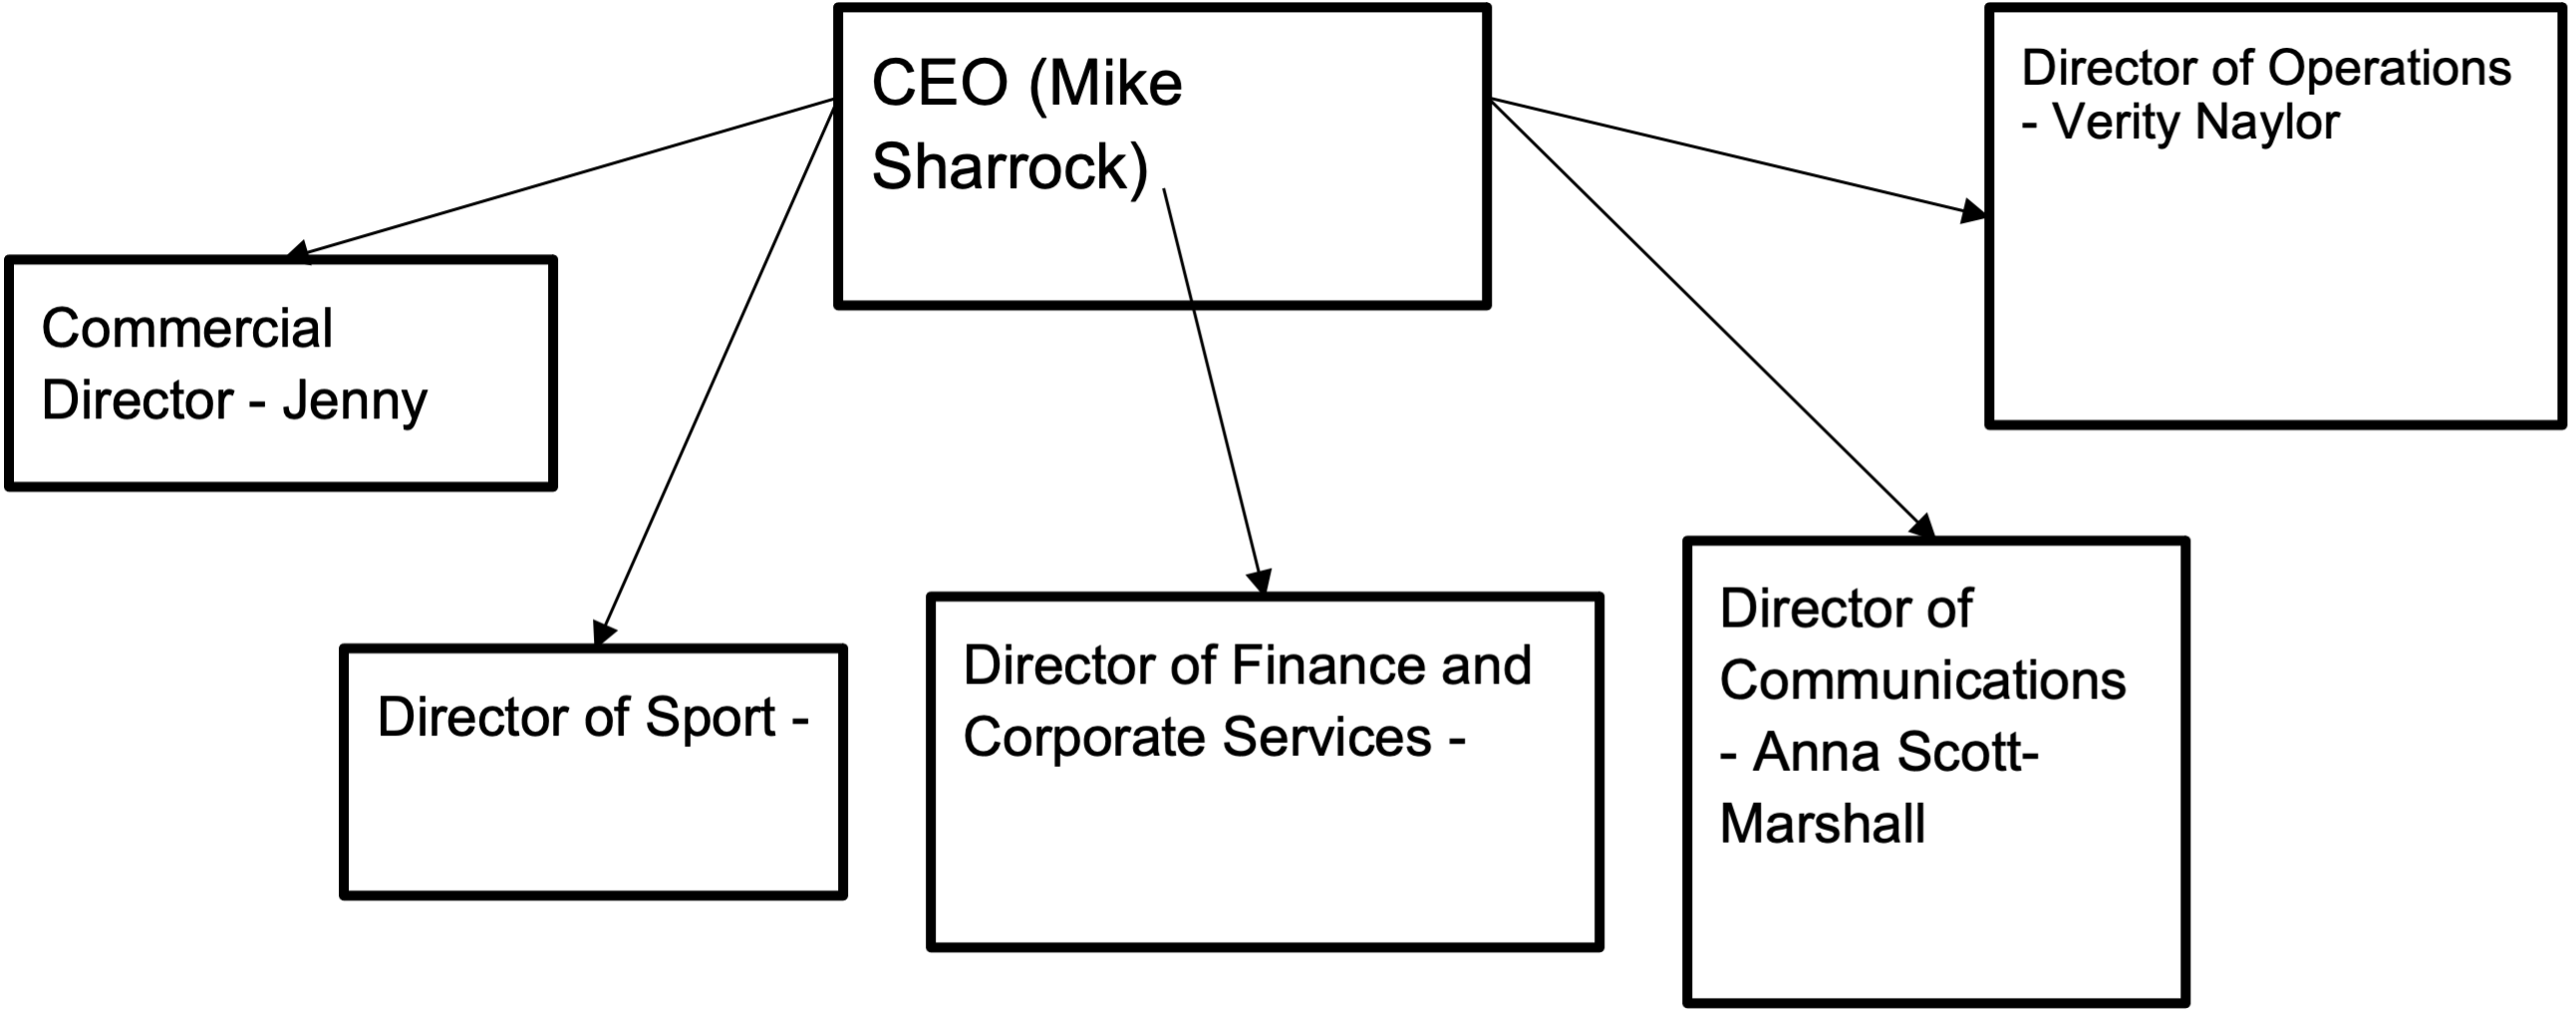 CEO (Mike
Sharrock)
Director of Operations
- Verity Naylor
Commercial
Director - Jenny
Director of Sport -
Director of Finance and
Corporate Services -
Director of
Communications
- Anna Scott-
Marshall